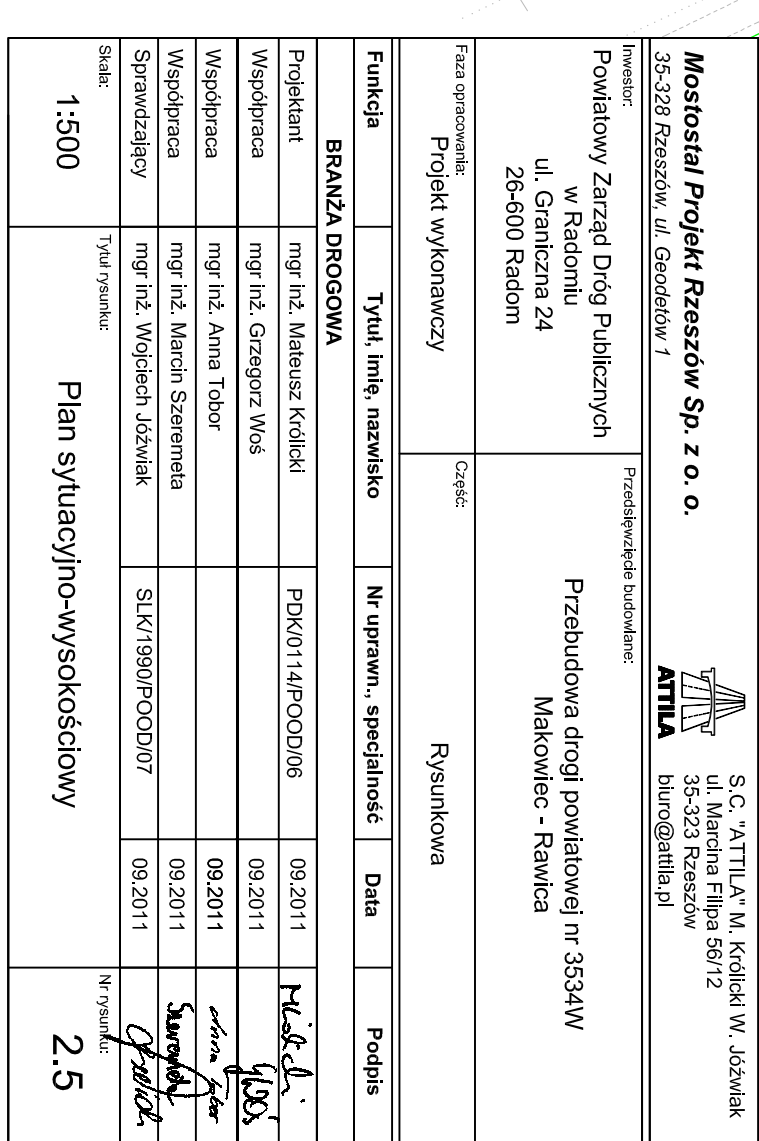 Mostostal Projekt Rzeszów Sp. z o. o.
35-328 Rzeszów, ul. Geodetów 1
ATTILA
S.C. "ATTILA" M. Królicki W. Jóźwiak
ul. Marcina Filipa 56/12
35-323 Rzeszów
biuro@attila.pl
Inwestor:
Powiatowy Zarząd Dróg Publicznych
w Radomiu
ul. Graniczna 24
26-600 Radom
Przedsięwzięcie budowlane:
Przebudowa drogi powiatowej nr 3534W
Makowiec - Rawica
Faza opracowania:
Projekt wykonawczy
Część:
Rysunkowa
Funkcja Tytuł, imię, nazwisko Nr uprawn., specjalność Data Podpis
BRANŻA DROGOWA
Projektant mgr inż. Mateusz Królicki PDK/0114/POOD/06 09.2011
Współpraca mgr inż. Grzegorz Woś 09.2011 GWoś
Współpraca mgr inż. Anna Tobor 09.2011 Anna Tobor
Współpraca mgr inż. Marcin Szeremeta 09.2011 Szeremeta
Sprawdzający mgr inż. Wojciech Jóźwiak SLK/1990/POOD/07 09.2011
Skala:
1:500
Tytuł rysunku:
Plan sytuacyjno-wysokościowy
Nr rysunku:
2.5